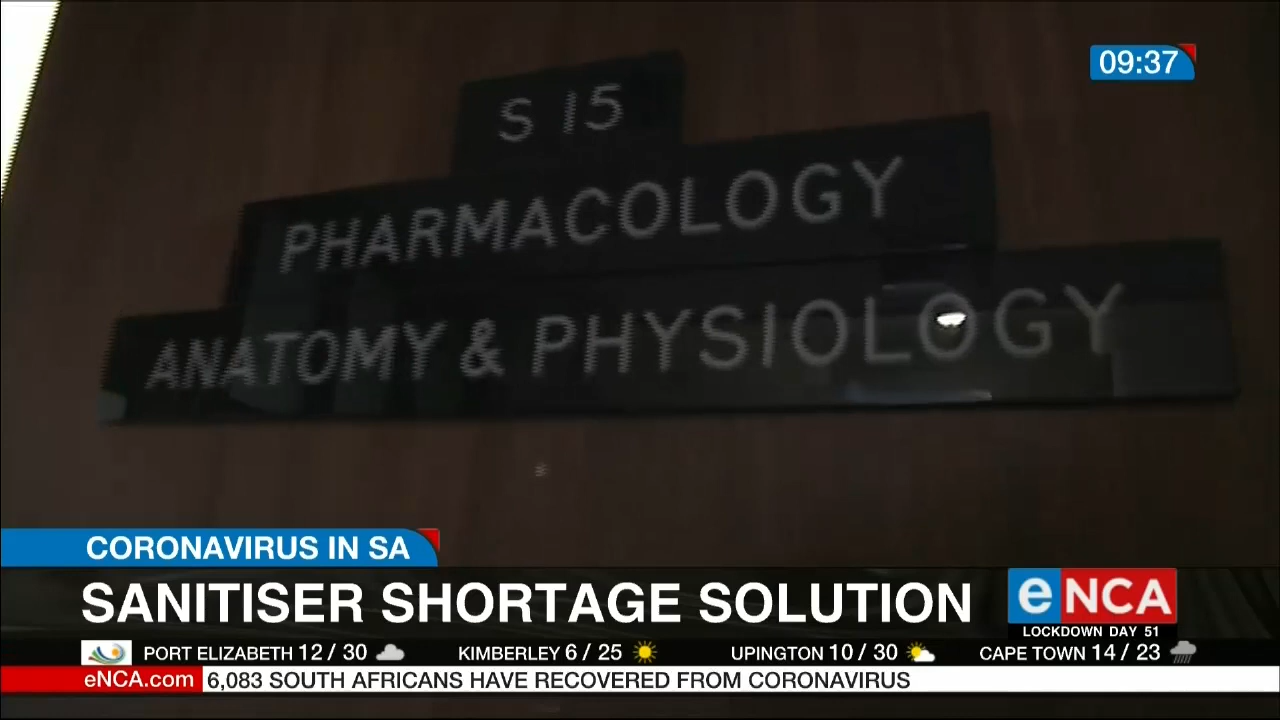 09:37
S 15
PHARMACOLOGY
ANATOMY & PHYSIOLOGY
CORONAVIRUS IN SA
SANITISER SHORTAGE SOLUTION
eNCA
LOCKDOWN DAY 51
PORT ELIZABETH 12 / 30 KIMBERLEY 6 / 25 UPINGTON 10 / 30 CAPE TOWN 14 / 23
eNCA.com 6,083 SOUTH AFRICANS HAVE RECOVERED FROM CORONAVIRUS